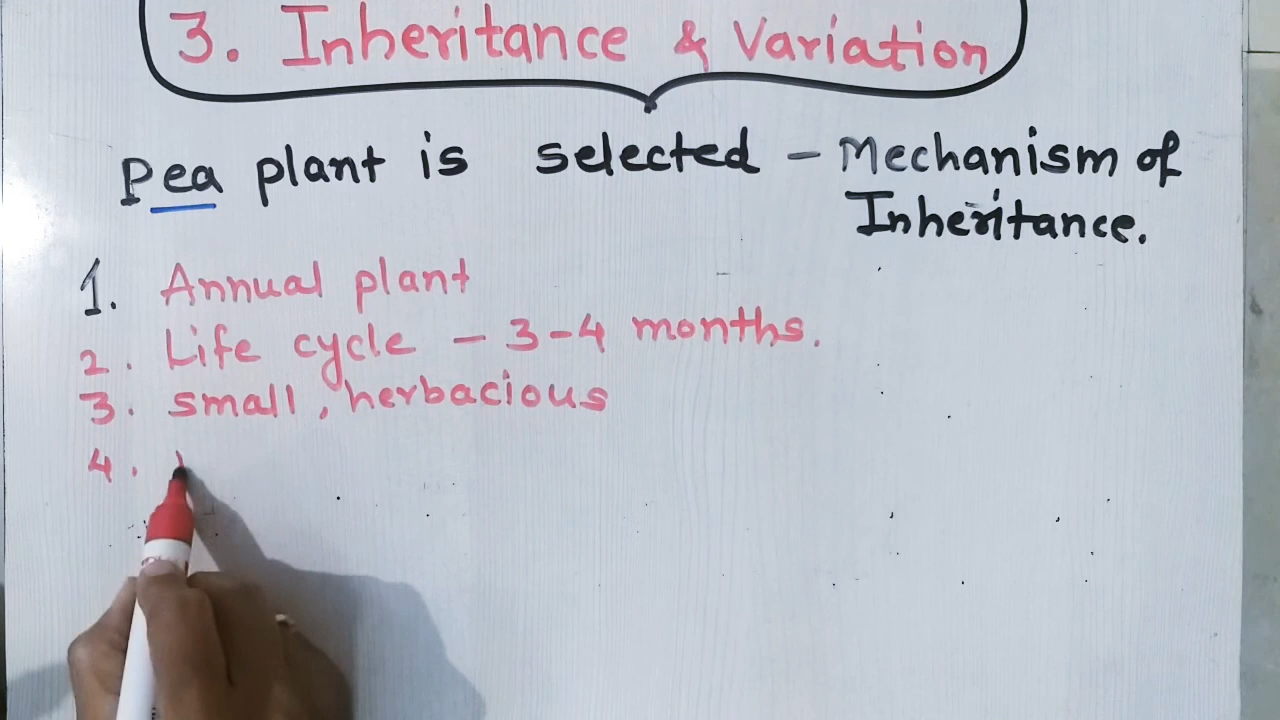 3. Inheritance & Variation
Pea plant is selected - Mechanism of
Inheritance.
1. Annual plant
2. Life cycle - 3-4 months.
3. small, herbacious
4.